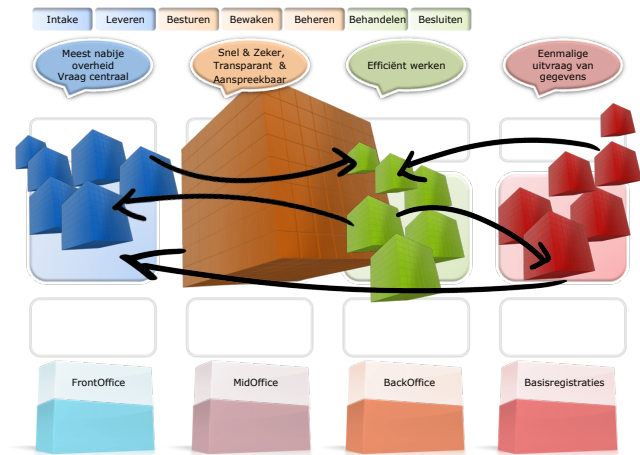 Intake
Leveren
Besturen
Bewaken
Beheren
Behandelen
Besluiten
Meest nabije
overheid
Vraag centraal
Snel & Zeker,
Transparant &
Aanspreekbaar
Efficiënt werken
Eenmalige
uitvraag van
gegevens
FrontOffice
MidOffice
BackOffice
Basisregistraties